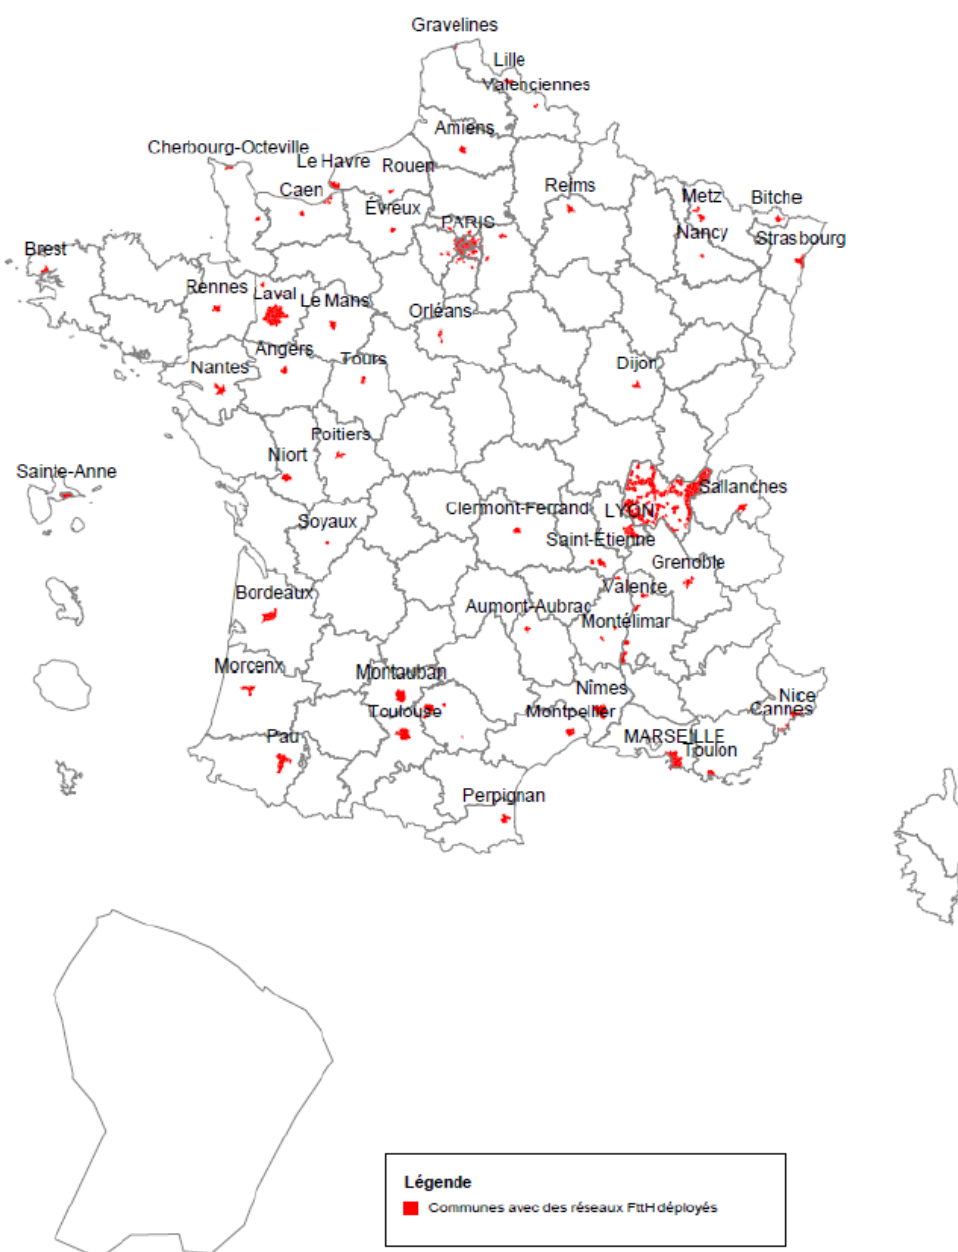 Gravelines
Lille
Valenciennes
Amiens
Cherbourg-Octeville
Le Havre
Rouen
Caen
Évreux
PARIS
Reims
Metz
Bitche
Nancy
Strasbourg
Brest
Rennes
Laval
Le Mans
Orléans
Angers
Tours
Nantes
Dijon
Poitiers
Niort
Sainte-Anne
Sallanches
Clermont-Ferrand
LYON
Soyaux
Saint-Étienne
Grenoble
Valence
Bordeaux
Aumont-Aubrac
Montélimar
Morcenx
Montauban
Nîmes
Nice
Cannes
Toulouse
Montpellier
Pau
MARSEILLE
Toulon
Perpignan
Légende
Communes avec des réseaux FttH déployés